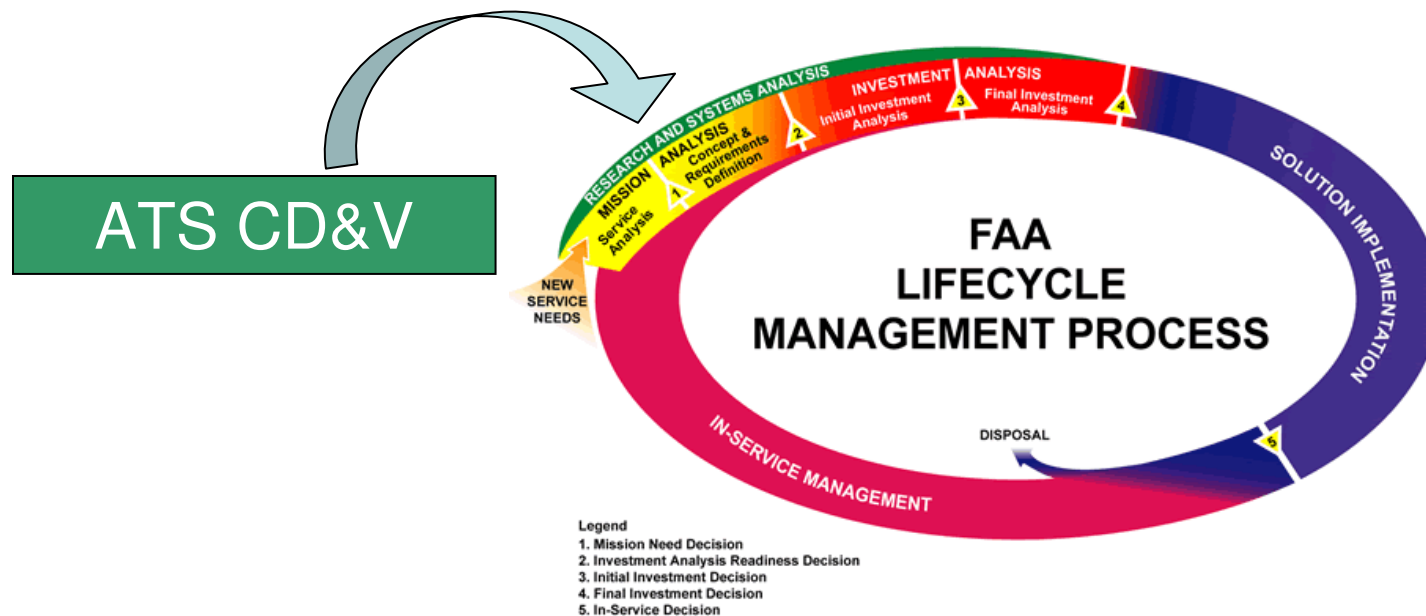 ATS CD&V
RESEARCH AND SYSTEMS ANALYSIS
MISSION ANALYSIS
Service
Analysis
1
Concept &
Requirements
Definition
2
INVESTMENT ANALYSIS
Initial Investment
Analysis
3
Final Investment
Analysis
4
SOLUTION IMPLEMENTATION
NEW
SERVICE
NEEDS
FAA
LIFECYCLE
MANAGEMENT PROCESS
DISPOSAL
5
IN-SERVICE MANAGEMENT
Legend
1. Mission Need Decision
2. Investment Analysis Readiness Decision
3. Initial Investment Decision
4. Final Investment Decision
5. In-Service Decision